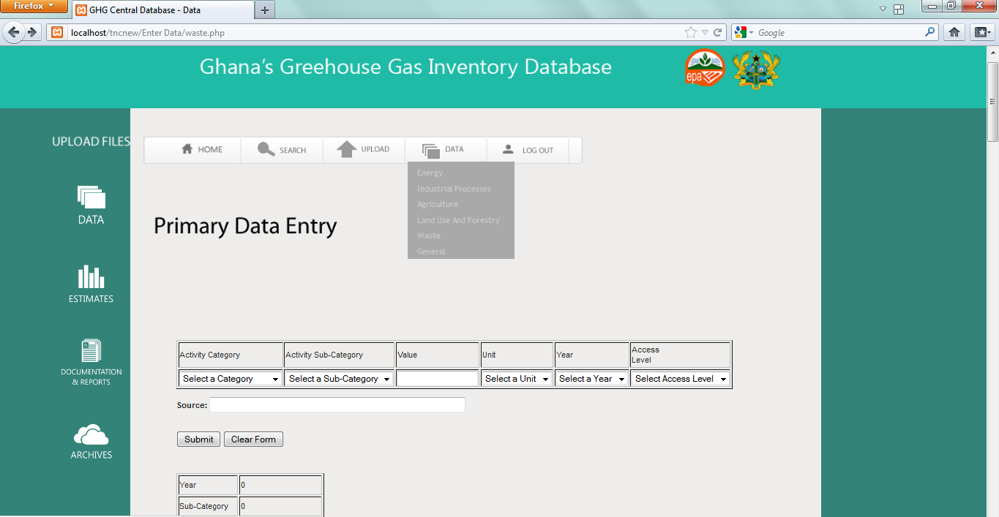 Firefox
GHG Central Database - Data
localhost/tncnew/Enter Data/waste.php
Google
Ghana's Greehouse Gas Inventory Database
epa
UPLOAD FILES
DATA
ESTIMATES
DOCUMENTATION
& REPORTS
ARCHIVES
HOME
SEARCH
UPLOAD
DATA
LOG OUT
Energy
Industrial Processes
Agriculture
Land Use And Forestry
Waste
General
Primary Data Entry
Activity Category
Activity Sub-Category
Value
Unit
Year
Access
Level
Select a Category
Select a Sub-Category
Select a Unit
Select a Year
Select Access Level
Source:
Submit
Clear Form
Year
0
Sub-Category
0